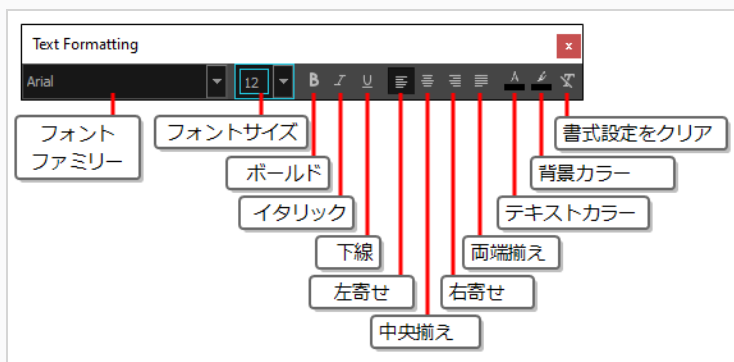 Text Formatting
x
Arial
12
B
I
U
A
T
フォント
ファミリー
フォントサイズ
書式設定をクリア
ボールド
背景カラー
イタリック
テキストカラー
下線
両端揃え
左寄せ
右寄せ
中央揃え